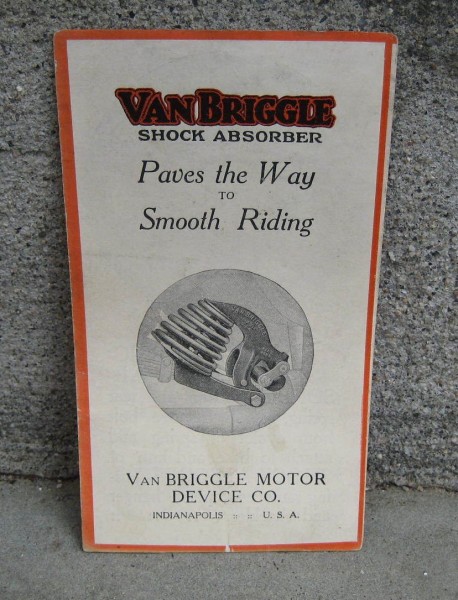 VAN BRIGGLE
SHOCK ABSORBER
Paves the Way
TO
Smooth Riding
VAN BRIGGLE MOTOR
DEVICE CO.
INDIANAPOLIS :: :: U. S. A.